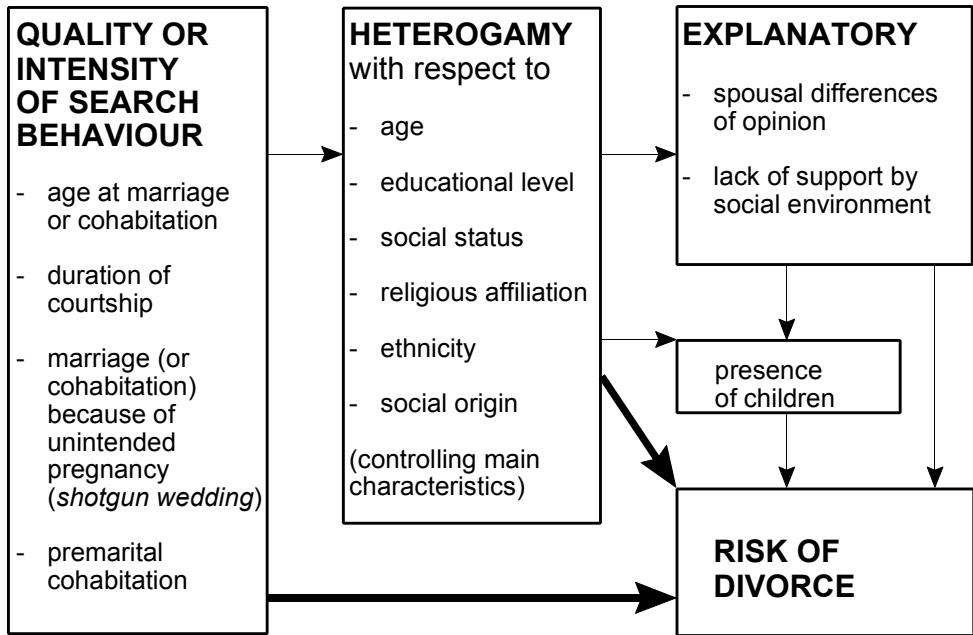 QUALITY OR
INTENSITY
OF SEARCH
BEHAVIOUR
- age at marriage
or cohabitation
- duration of
courtship
- marriage (or
cohabitation)
because of
unintended
pregnancy
(shotgun wedding)
- premarital
cohabitation
HETEROGAMY
with respect to
- age
- educational level
- social status
- religious affiliation
- ethnicity
- social origin
(controlling main
characteristics)
EXPLANATORY
- spousal differences
of opinion
- lack of support by
social environment
presence
of children
RISK OF
DIVORCE